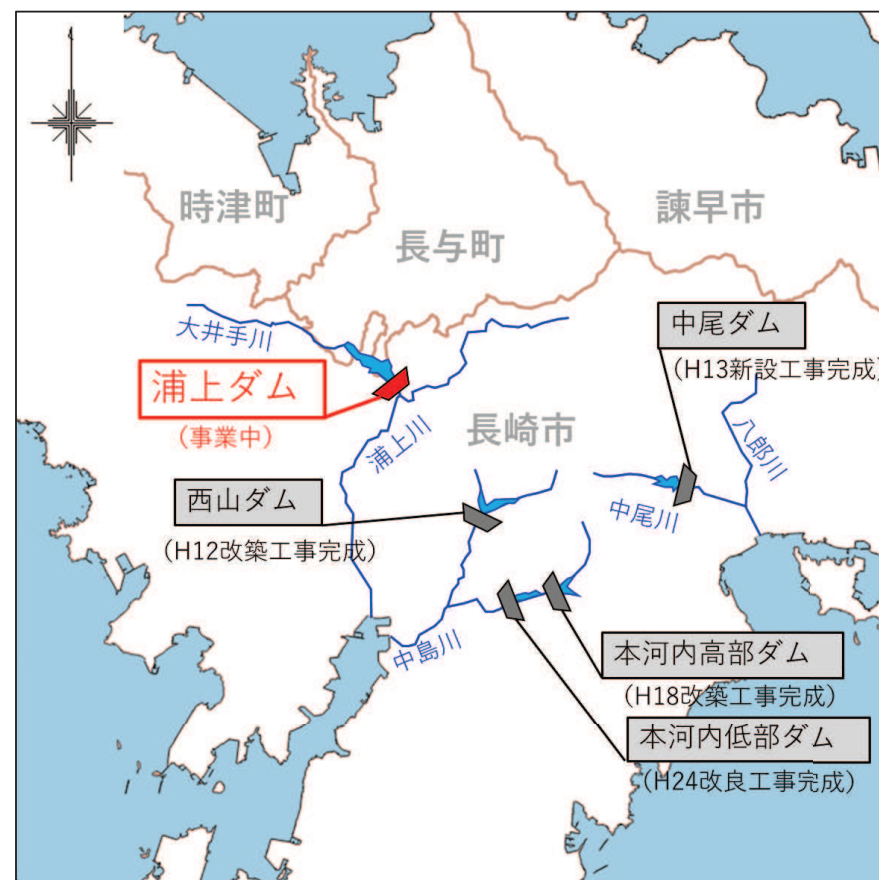 時津町
諫早市
長与町
大井手川
中尾ダム
(H13新設工事完成)
浦上ダム
(事業中)
浦上川
長崎市
八郎川
西山ダム
(H12改築工事完成)
中尾川
中島川
本河内高部ダム
(H18改築工事完成)
本河内低部ダム
(H24改良工事完成)